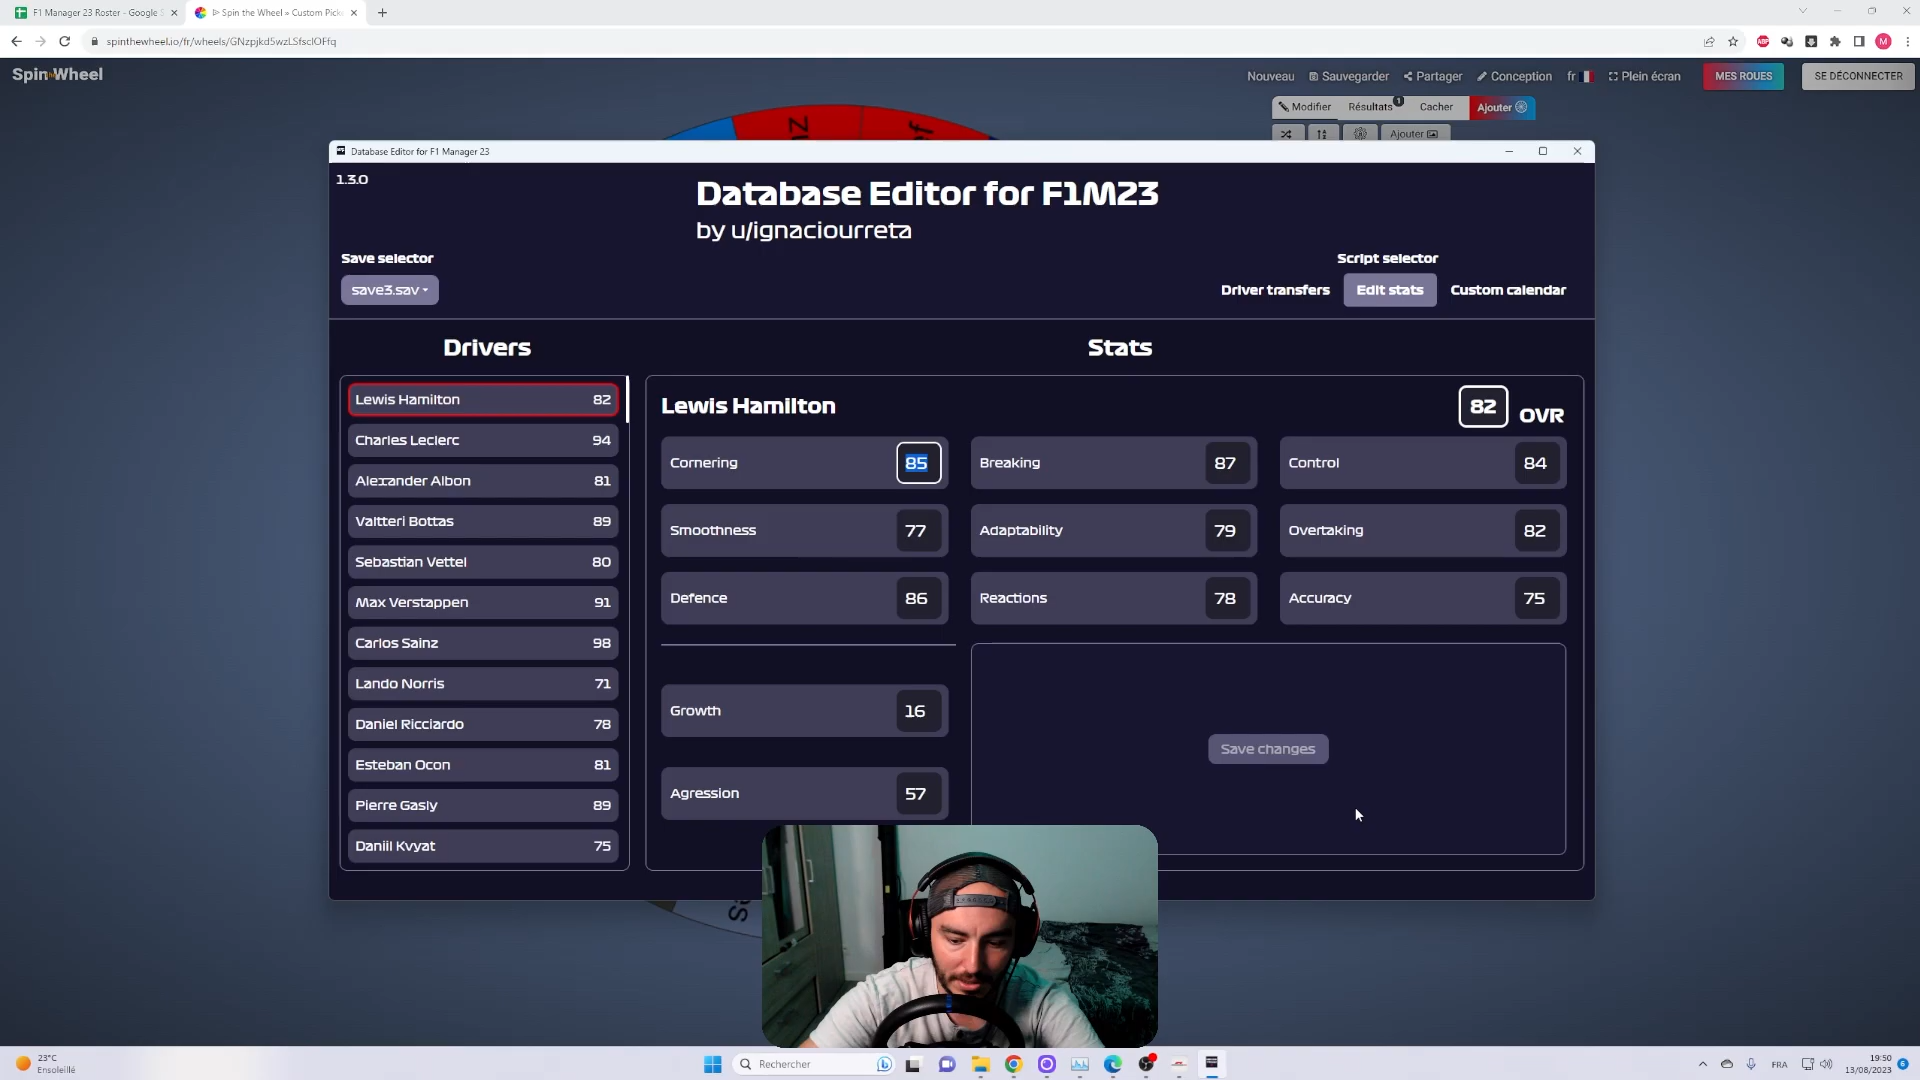 F1 Manager 23 Roster - Google S
Spin the Wheel » Custom Picke
spinthewheel.io/fr/wheels/GNzpjkd5wzLSfsclOFfq
Spin Wheel
Nouveau
Sauvegarder
Partager
Conception
fr
Plein écran
MES ROUES
SE DÉCONNECTER
Modifier
Résultats 1
Cacher
Ajouter
Ajouter
Database Editor for F1 Manager 23
1.3.0
Database Editor for F1M23
by u/ignaciourreta
Save selector
save3.sav
Script selector
Driver transfers
Edit stats
Custom calendar
Drivers
Stats
Lewis Hamilton 82
Charles Leclerc 94
Alexander Albon 81
Valtteri Bottas 89
Sebastian Vettel 80
Max Verstappen 91
Carlos Sainz 98
Lando Norris 71
Daniel Ricciardo 78
Esteban Ocon 81
Pierre Gasly 89
Daniil Kvyat 75
Lewis Hamilton
82 OVR
Cornering 85
Breaking 87
Control 84
Smoothness 77
Adaptability 79
Overtaking 82
Defence 86
Reactions 78
Accuracy 75
Growth 16
Agression 57
Save changes
23°C
Ensoleillé
Rechercher
FRA
19:50
13/08/2023
6